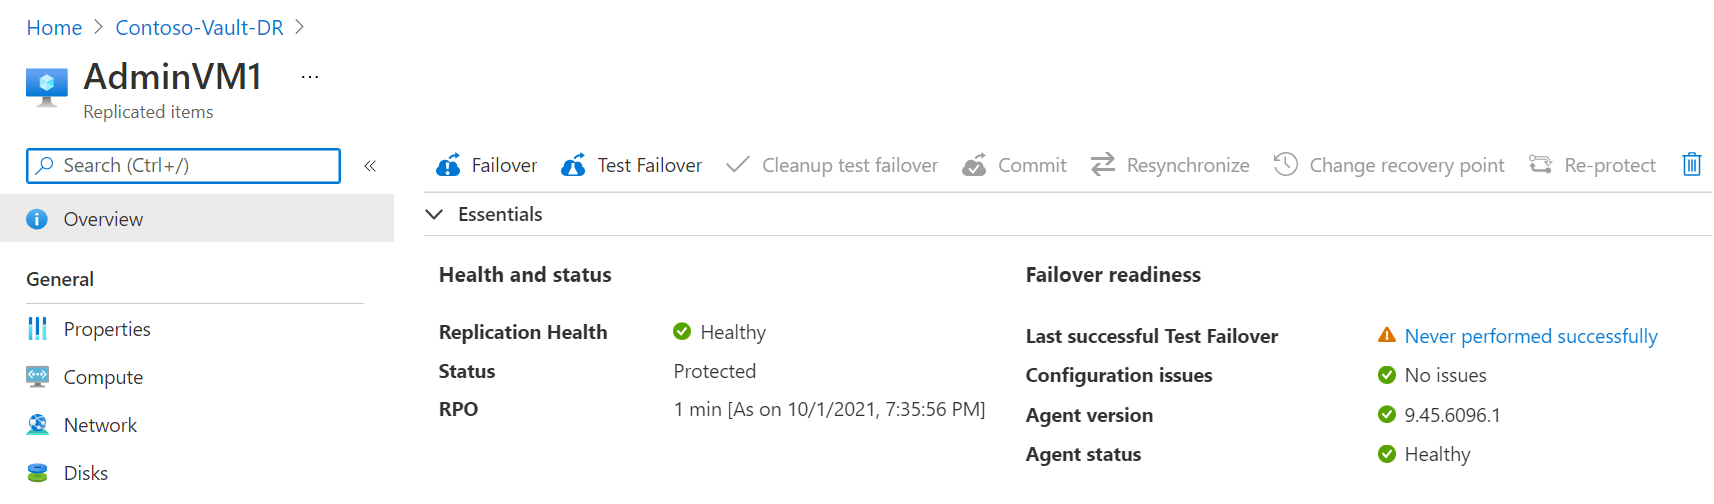 Home > Contoso-Vault-DR >
AdminVM1 ...
Replicated items
Search (Ctrl+/) «
Failover Test Failover Cleanup test failover Commit Resynchronize Change recovery point Re-protect
Overview
Essentials
General
Properties
Compute
Network
Disks
Health and status
Replication Health Healthy
Status Protected
RPO 1 min [As on 10/1/2021, 7:35:56 PM]
Failover readiness
Last successful Test Failover Never performed successfully
Configuration issues No issues
Agent version 9.45.6096.1
Agent status Healthy